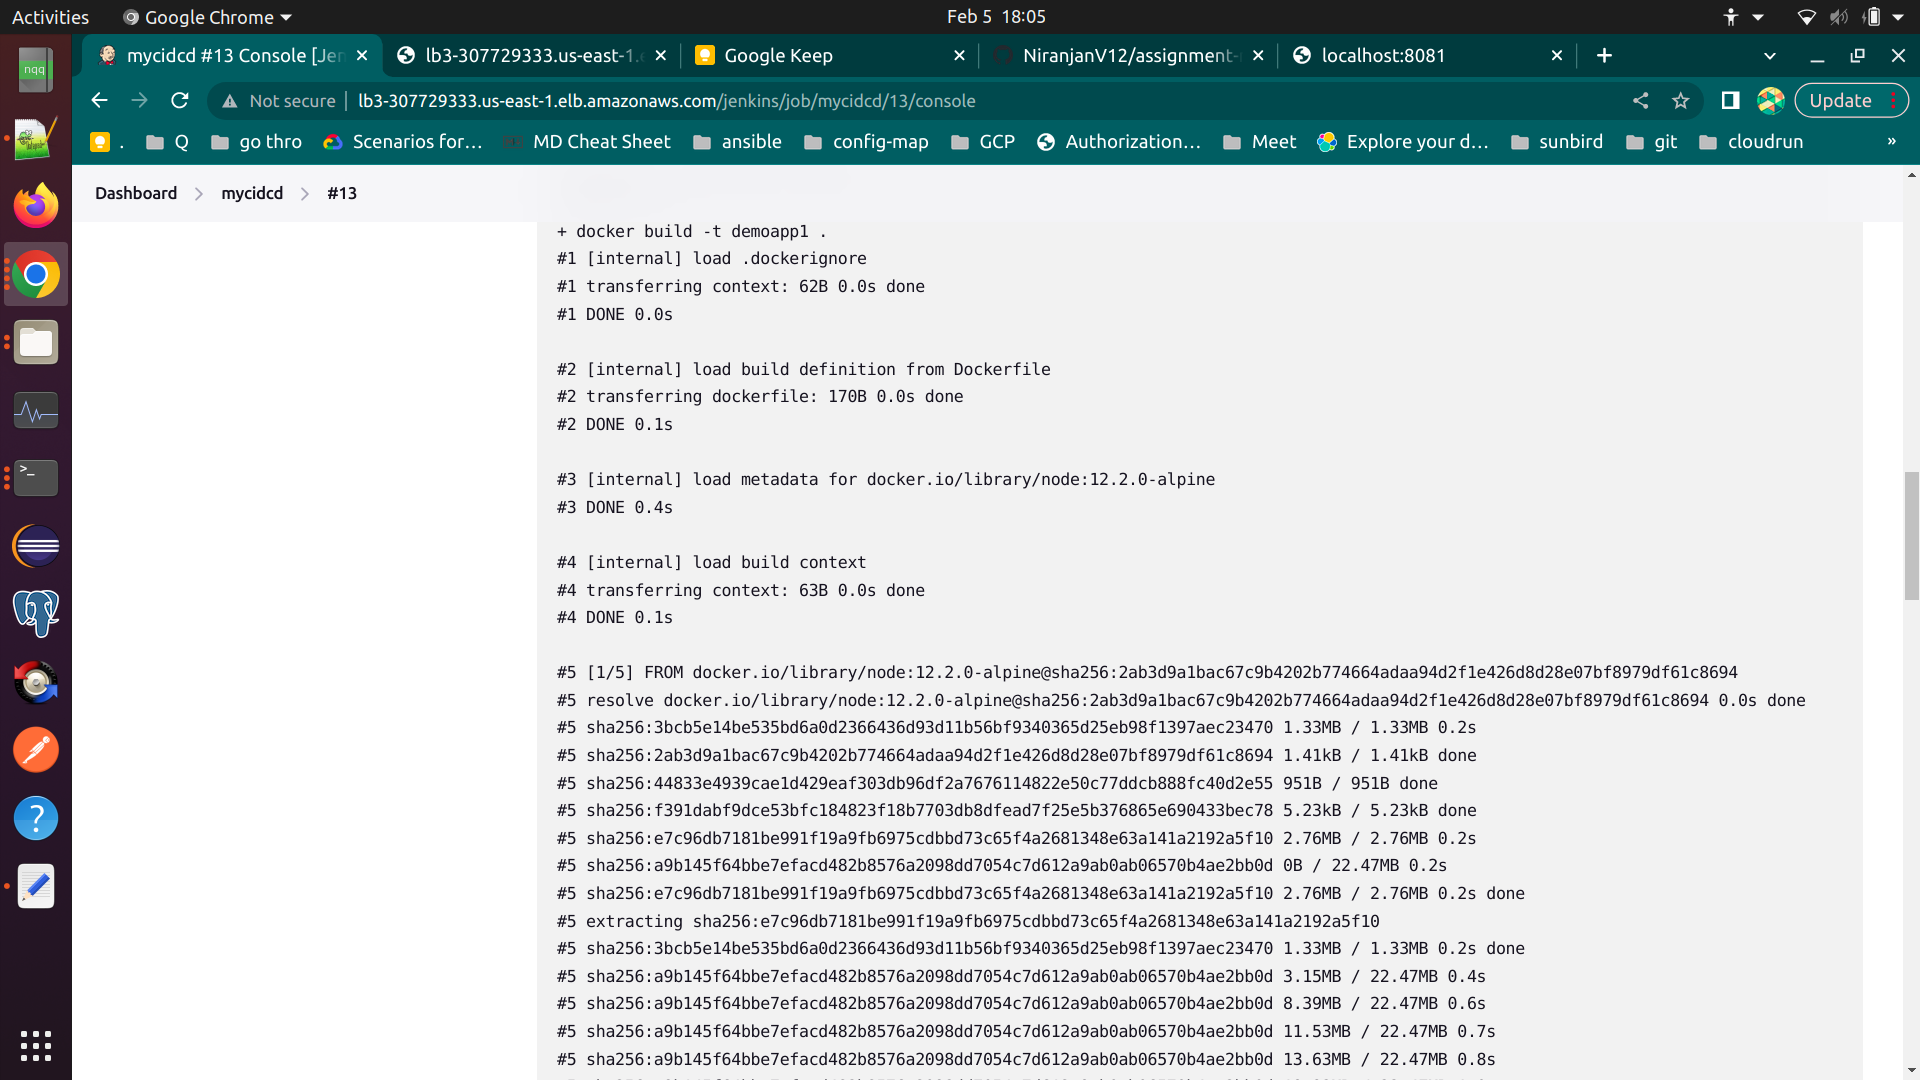 Activities
Google Chrome
Feb 5 18:05
nqq
mycidcd #13 Console [Jen
lb3-307729333.us-east-1.
Google Keep
NiranjanV12/assignment-
localhost:8081
Not secure
lb3-307729333.us-east-1.elb.amazonaws.com/jenkins/job/mycidcd/13/console
Update
.
Q
go thro
Scenarios for...
MD Cheat Sheet
ansible
config-map
GCP
Authorization...
Meet
Explore your d...
sunbird
git
cloudrun
»
Dashboard
mycidcd
#13
+ docker build -t demoapp1 .
#1 [internal] load .dockerignore
#1 transferring context: 62B 0.0s done
#1 DONE 0.0s
#2 [internal] load build definition from Dockerfile
#2 transferring dockerfile: 170B 0.0s done
#2 DONE 0.1s
#3 [internal] load metadata for docker.io/library/node:12.2.0-alpine
#3 DONE 0.4s
#4 [internal] load build context
#4 transferring context: 63B 0.0s done
#4 DONE 0.1s
#5 [1/5] FROM docker.io/library/node:12.2.0-alpine@sha256:2ab3d9a1bac67c9b4202b774664adaa94d2f1e426d8d28e07bf8979df61c8694
#5 resolve docker.io/library/node:12.2.0-alpine@sha256:2ab3d9a1bac67c9b4202b774664adaa94d2f1e426d8d28e07bf8979df61c8694 0.0s done
#5 sha256:3bcb5e14be535bd6a0d2366436d93d11b56bf9340365d25eb98f1397aec23470 1.33MB / 1.33MB 0.2s
#5 sha256:2ab3d9a1bac67c9b4202b774664adaa94d2f1e426d8d28e07bf8979df61c8694 1.41kB / 1.41kB done
#5 sha256:44833e4939cae1d429eaf303db96df2a7676114822e50c77ddcb888fc40d2e55 951B / 951B done
#5 sha256:f391dabf9dce53bfc184823f18b7703db8dfead7f25e5b376865e690433bec78 5.23kB / 5.23kB done
#5 sha256:e7c96db7181be991f19a9fb6975cdbbd73c65f4a2681348e63a141a2192a5f10 2.76MB / 2.76MB 0.2s
#5 sha256:a9b145f64bbe7efacd482b8576a2098dd7054c7d612a9ab0ab06570b4ae2bb0d 0B / 22.47MB 0.2s
#5 sha256:e7c96db7181be991f19a9fb6975cdbbd73c65f4a2681348e63a141a2192a5f10 2.76MB / 2.76MB 0.2s done
#5 extracting sha256:e7c96db7181be991f19a9fb6975cdbbd73c65f4a2681348e63a141a2192a5f10
#5 sha256:3bcb5e14be535bd6a0d2366436d93d11b56bf9340365d25eb98f1397aec23470 1.33MB / 1.33MB 0.2s done
#5 sha256:a9b145f64bbe7efacd482b8576a2098dd7054c7d612a9ab0ab06570b4ae2bb0d 3.15MB / 22.47MB 0.4s
#5 sha256:a9b145f64bbe7efacd482b8576a2098dd7054c7d612a9ab0ab06570b4ae2bb0d 8.39MB / 22.47MB 0.6s
#5 sha256:a9b145f64bbe7efacd482b8576a2098dd7054c7d612a9ab0ab06570b4ae2bb0d 11.53MB / 22.47MB 0.7s
#5 sha256:a9b145f64bbe7efacd482b8576a2098dd7054c7d612a9ab0ab06570b4ae2bb0d 13.63MB / 22.47MB 0.8s